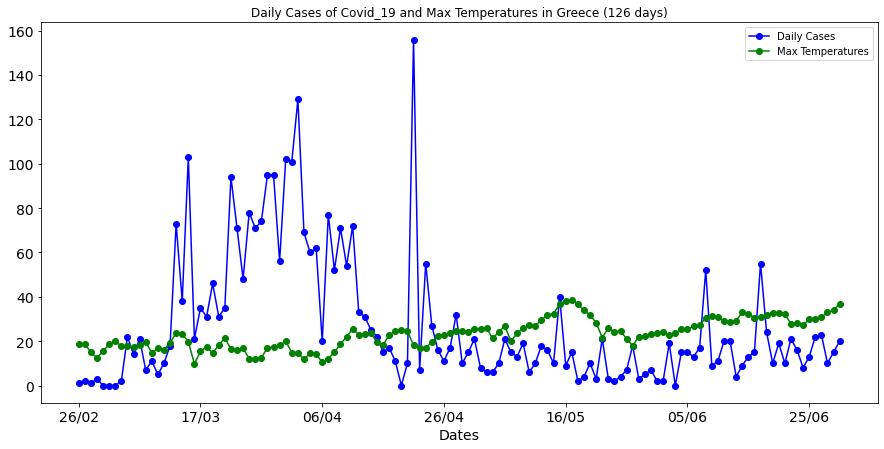 Daily Cases of Covid_19 and Max Temperatures in Greece (126 days)
Daily Cases
Max Temperatures
160
140
120
100
80
60
40
20
0
26/02 17/03 06/04 26/04 16/05 05/06 25/06
Dates